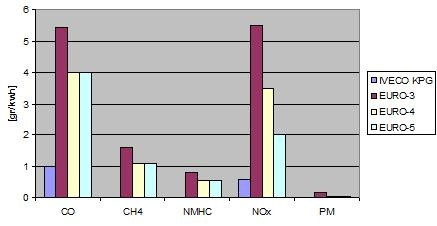 6
5
4
3
2
1
0
[gr/kwh]
CO CH4 NMHC NOx PM
IVECO KPG
EURO-3
EURO-4
EURO-5